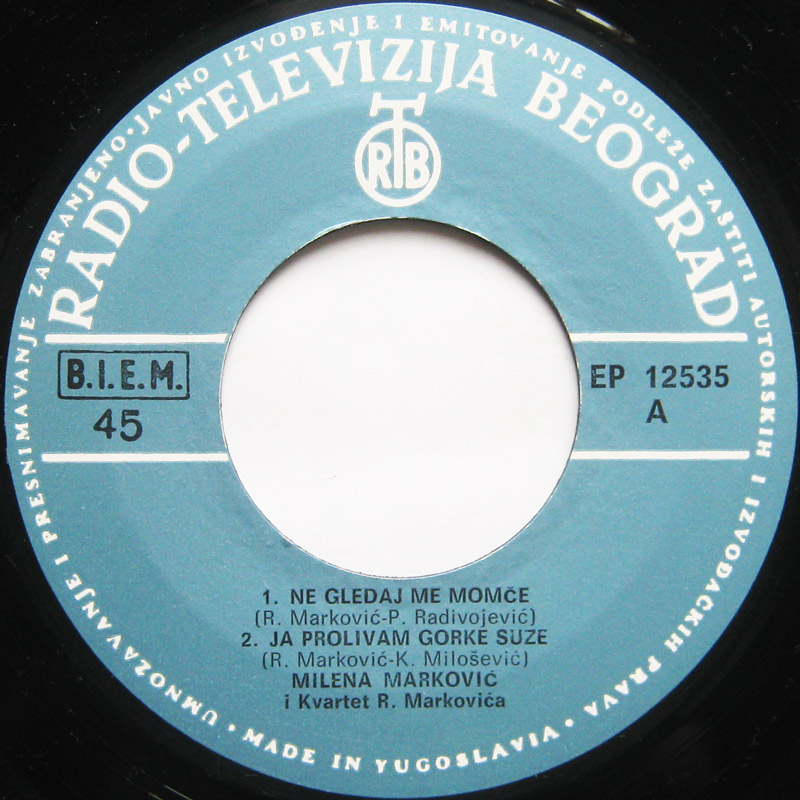 UMNOŽAVANJE I PRESNIMAVANJE ZABRANJENO • JAVNO IZVOĐENJE I EMITOVANJE PODLEŽE ZAŠTITI AUTORSKIH I IZVOĐAČKIH PRAVA • MADE IN YUGOSLAVIA •
RADIO-TELEVIZIJA BEOGRAD
RTB
B.I.E.M.
45
EP 12535
A
1. NE GLEDAJ ME MOMČE
(R. Marković-P. Radivojević)
2. JA PROLIVAM GORKE SUZE
(R. Marković-K. Milošević)
MILENA MARKOVIĆ
i Kvartet R. Markovića